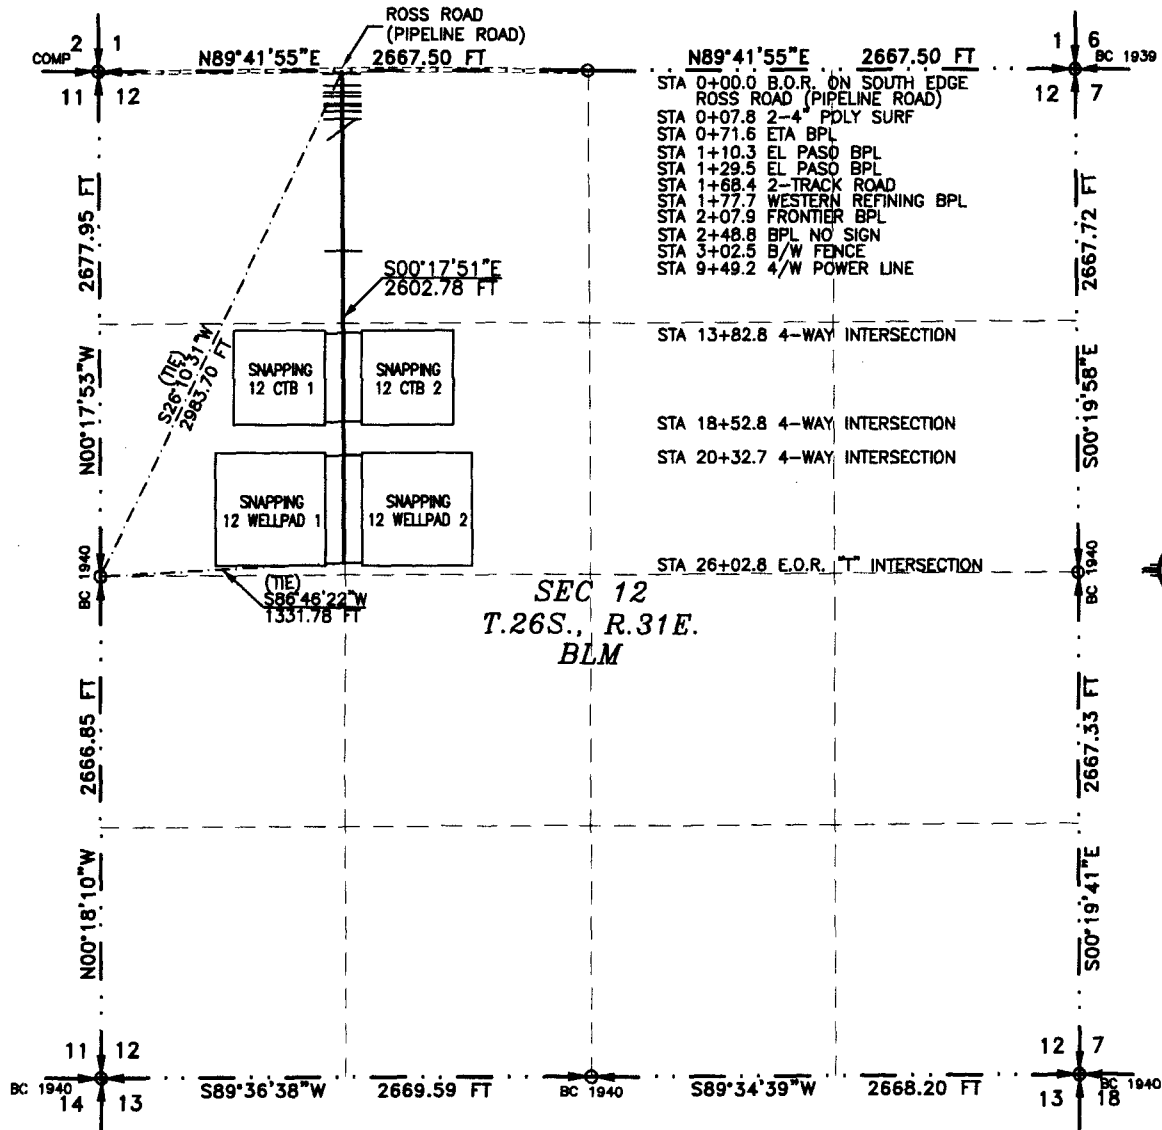 ROSS ROAD
(PIPELINE ROAD)
2 1
COMP
11 12
N89°41'55"E 2667.50 FT
N89°41'55"E 2667.50 FT
1 6
BC 1939
12 7
STA 0+00.0 B.O.R. ON SOUTH EDGE
ROSS ROAD (PIPELINE ROAD)
STA 0+07.8 2-4" POLY SURF
STA 0+71.6 ETA BPL
STA 1+10.3 EL PASO BPL
STA 1+29.5 EL PASO BPL
STA 1+68.4 2-TRACK ROAD
STA 1+77.7 WESTERN REFINING BPL
STA 2+07.9 FRONTIER BPL
STA 2+48.8 BPL NO SIGN
STA 3+02.5 B/W FENCE
STA 9+49.2 4/W POWER LINE
2677.95 FT
N00°17'53"W
2667.72 FT
S00°19'58"E
S00°17'51"E
2602.78 FT
(TIE)
S26°10'31"W
2983.70 FT
STA 13+82.8 4-WAY INTERSECTION
SNAPPING
12 CTB 1
SNAPPING
12 CTB 2
STA 18+52.8 4-WAY INTERSECTION
STA 20+32.7 4-WAY INTERSECTION
SNAPPING
12 WELLPAD 1
SNAPPING
12 WELLPAD 2
STA 26+02.8 E.O.R. "T" INTERSECTION
BC 1940
BC 1940
(TIE)
S86°46'22"W
1331.78 FT
SEC 12
T.26S., R.31E.
BLM
2666.85 FT
N00°18'10"W
2667.33 FT
S00°19'41"E
11 12
BC 1940
14 13
S89°36'38"W 2669.59 FT
BC 1940
S89°34'39"W 2668.20 FT
12 7
BC 1940
13 18